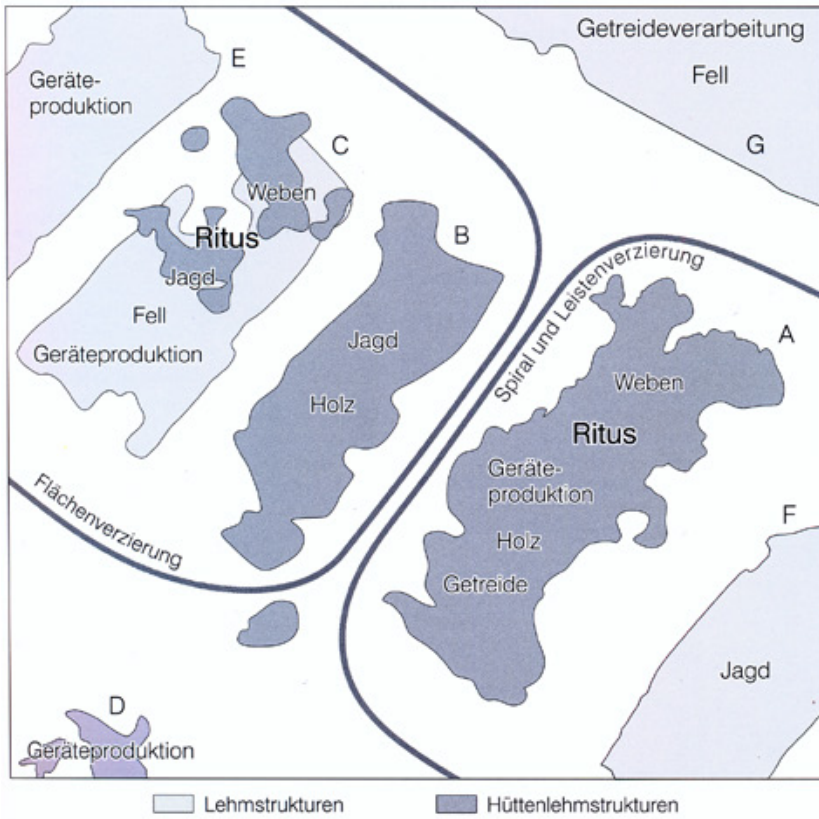 Getreideverarbeitung
Fell
G
E
Geräte-
produktion
C
Weben
Ritus
Jagd
Fell
Geräteproduktion
B
Jagd
Holz
Spiral und Leistenverzierung
A
Weben
Ritus
Geräte-
produktion
Holz
Getreide
Flächenverzierung
F
Jagd
D
Geräteproduktion
Lehmstrukturen
Hüttenlehmstrukturen